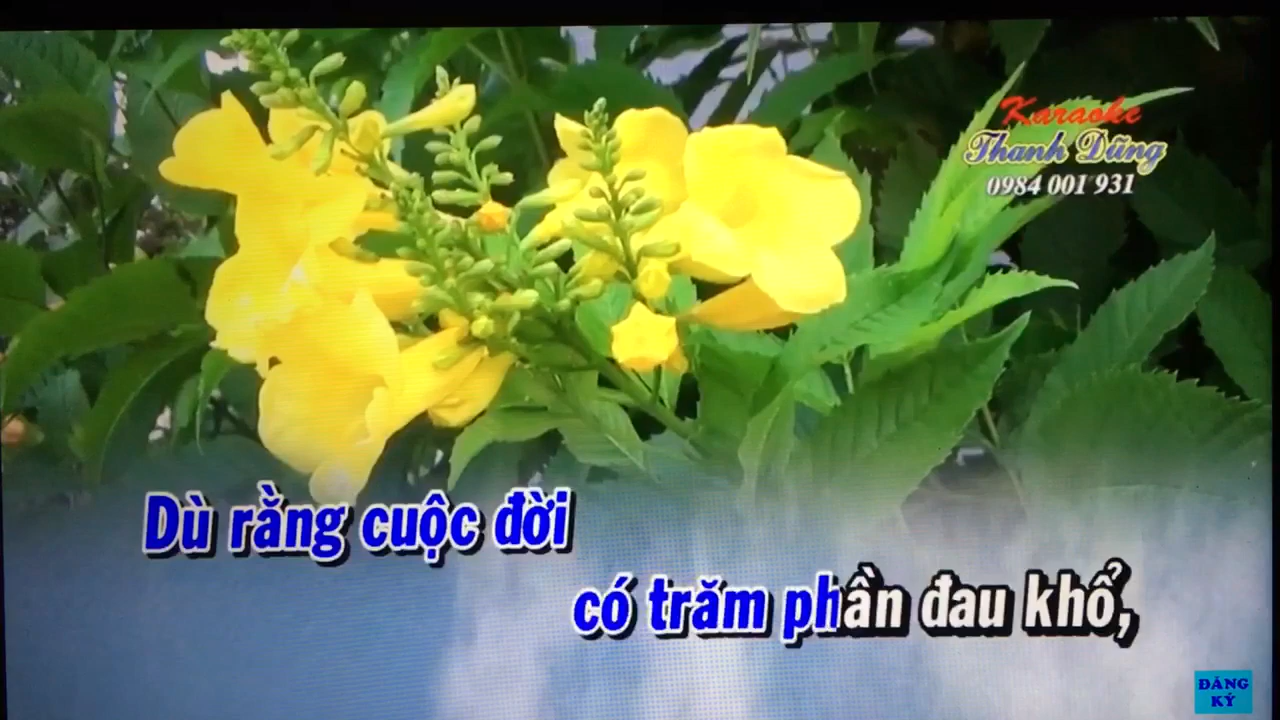 Karaoke
Thanh Dũng
0984 001 931
Dù rằng cuộc đời
có trăm phần đau khổ,
ĐĂNG
KÝ